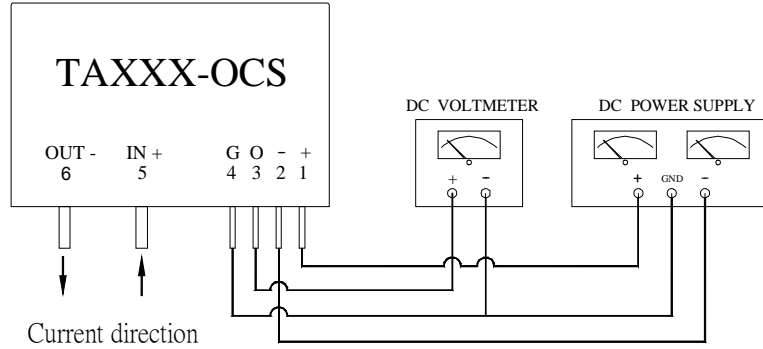 TAXXX-OCS
DC VOLTMETER
DC POWER SUPPLY
OUT - IN + G O - +
6 5 4 3 2 1
+ -
+ GND -
Current direction